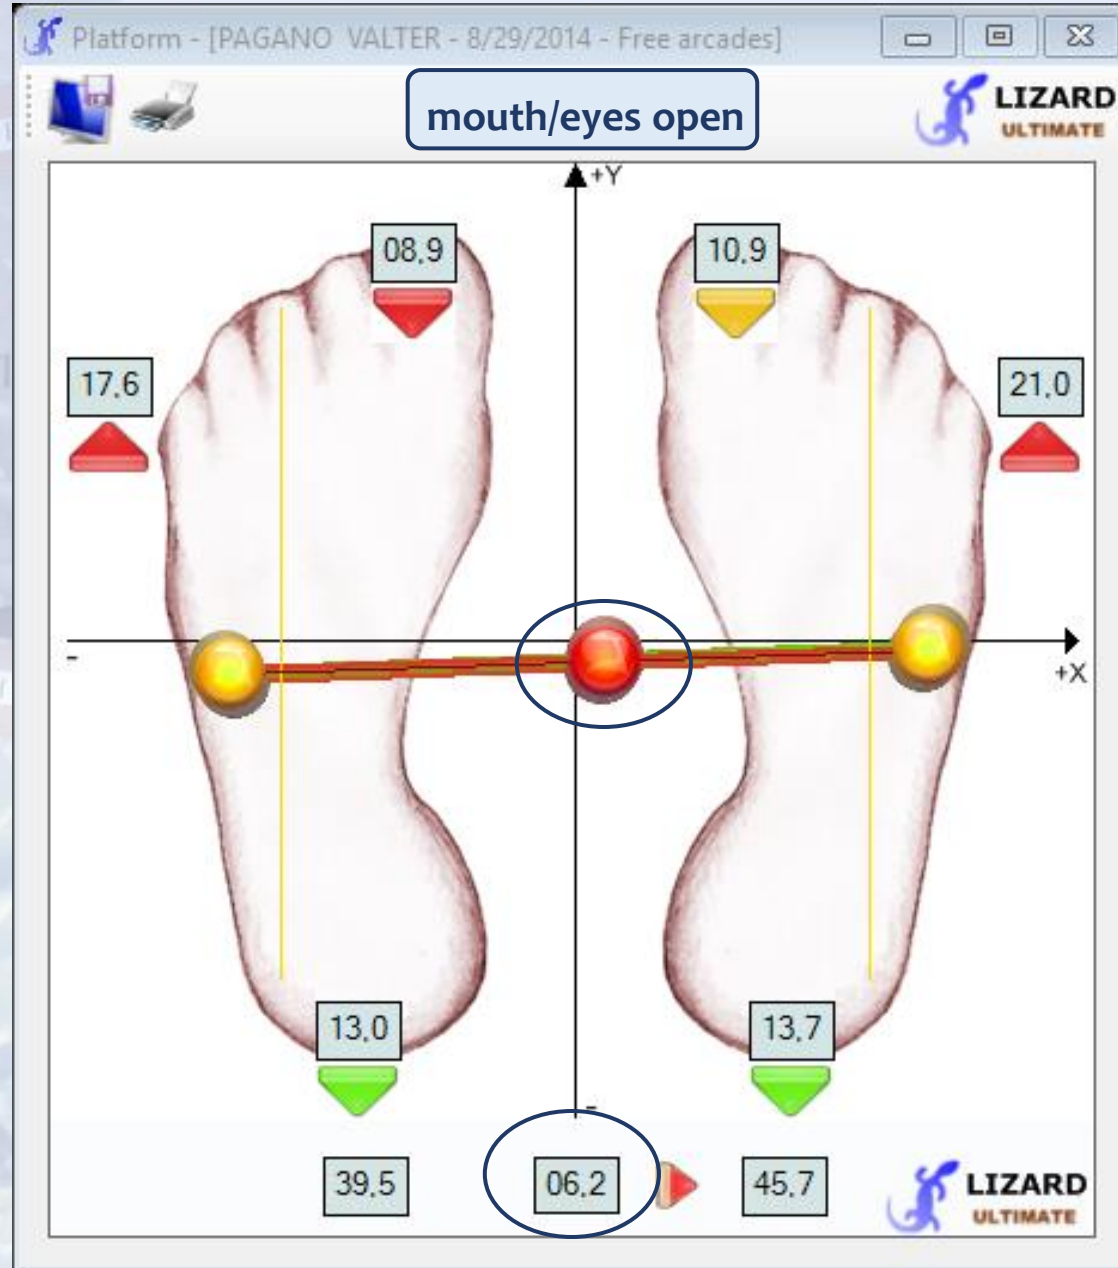 Platform - [PAGANO VALTER - 8/29/2014 - Free arcades]
mouth/eyes open
LIZARD
ULTIMATE
+Y
08,9
10,9
17,6
21,0
-
+X
13,0
13,7
-
39,5
06,2
45,7
LIZARD
ULTIMATE